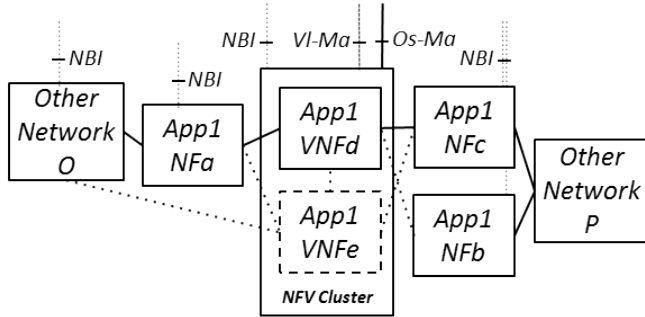 NBI
NBI
NBI
Vl-Ma
Os-Ma
NBI
Other
Network
O
App1
NFa
App1
VNFd
App1
NFc
Other
Network
P
App1
VNFe
App1
NFb
NFV Cluster